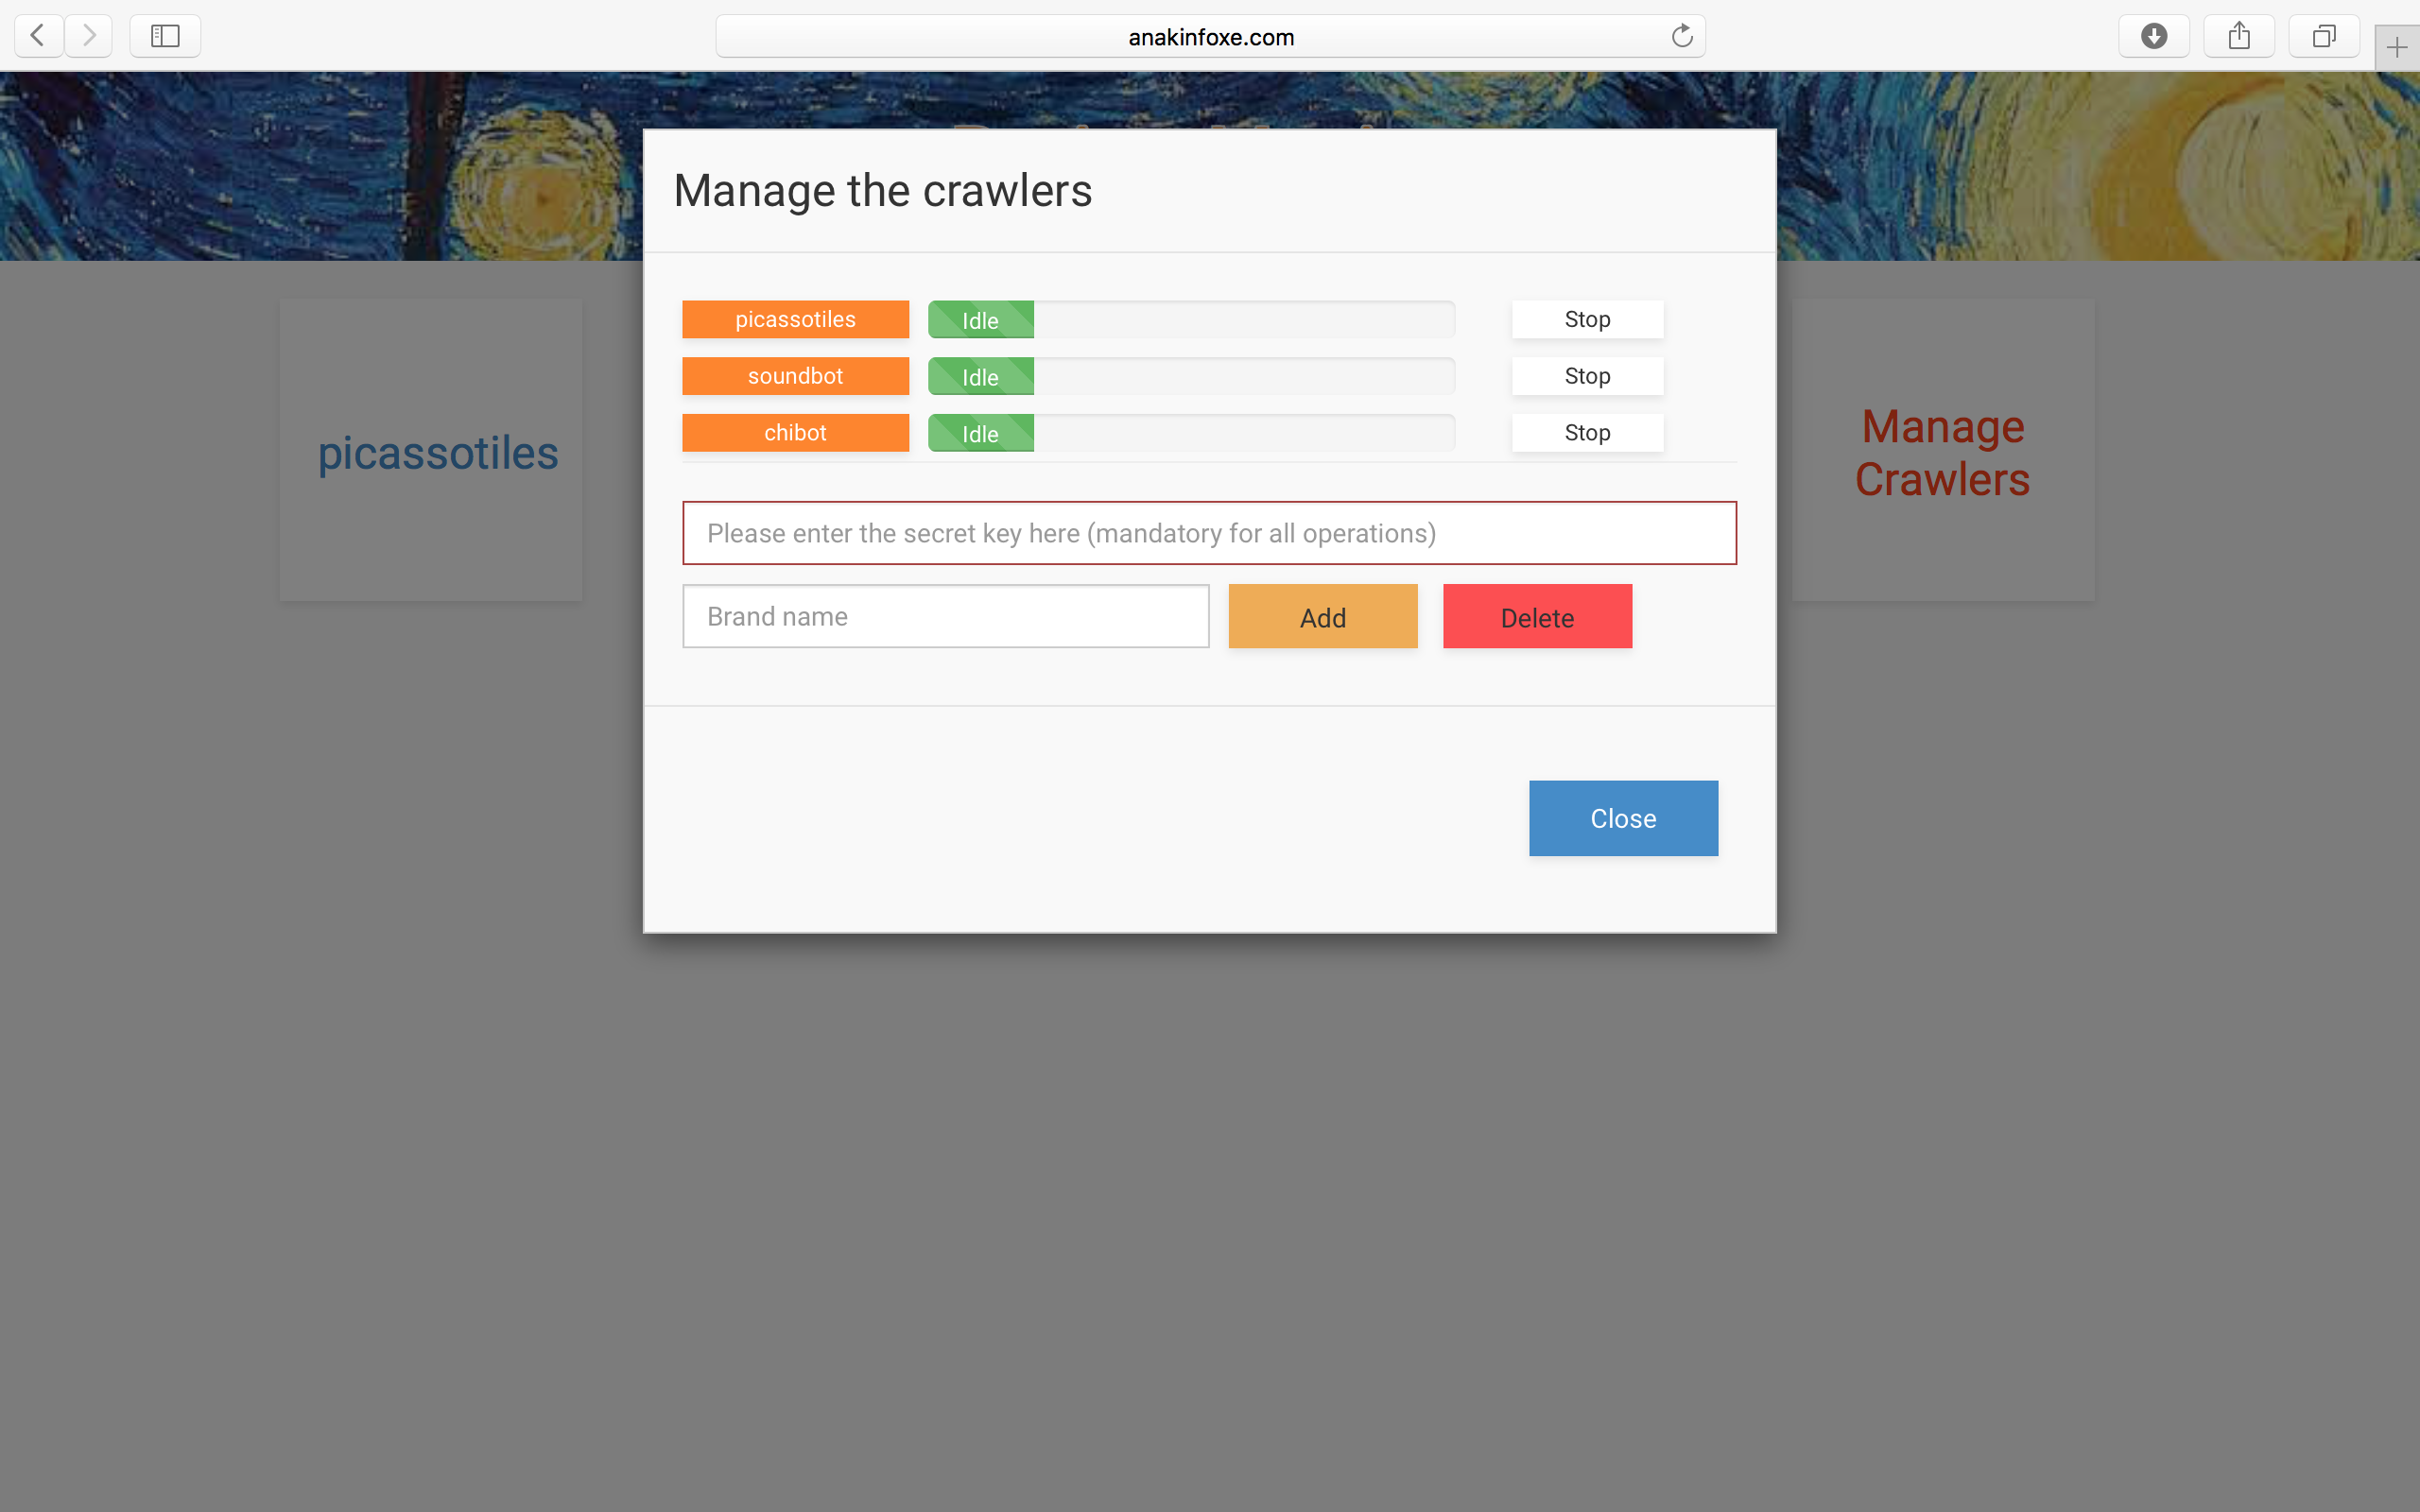 anakinfoxe.com
Manage the crawlers
picassotiles Idle Stop
soundbot Idle Stop
chibot Idle Stop
picassotiles
Manage
Crawlers
Please enter the secret key here (mandatory for all operations)
Brand name Add Delete
Close